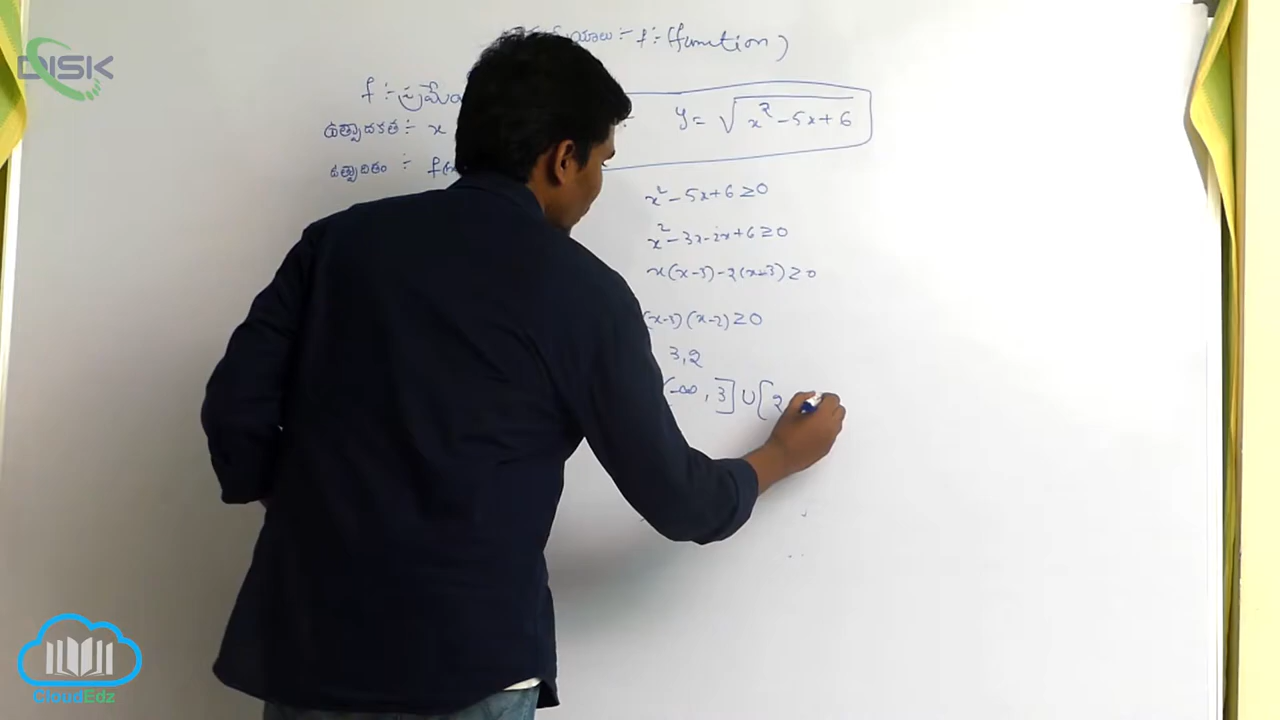 DISK
f :- (function)
f :-
y = √x² - 5x + 6
ఉత్పాదకత :- x
ఉత్పాదితం :-
x² - 5x + 6 ≥ 0
x² - 3x - 2x + 6 ≥ 0
x(x-3) - 2(x-3) ≥ 0
(x-3)(x-2) ≥ 0
3, 2
(-∞, 3] ∪ [2
CloudEdz